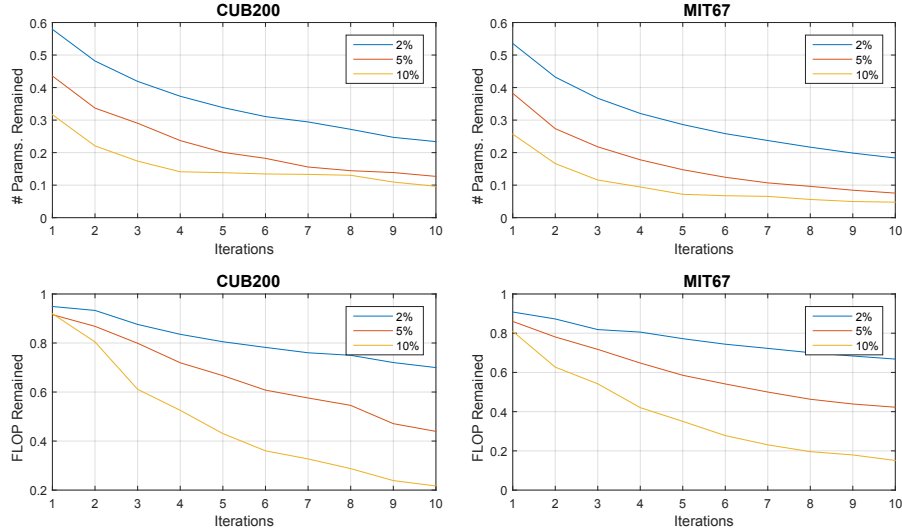 CUB200
0.6
0.5
0.4
0.3
0.2
0.1
0
# Params. Remained
2%
5%
10%
1 2 3 4 5 6 7 8 9 10
Iterations
MIT67
0.6
0.5
0.4
0.3
0.2
0.1
0
# Params. Remained
2%
5%
10%
1 2 3 4 5 6 7 8 9 10
Iterations
CUB200
1
0.8
0.6
0.4
0.2
FLOP Remained
2%
5%
10%
1 2 3 4 5 6 7 8 9 10
Iterations
MIT67
1
0.8
0.6
0.4
0.2
0
FLOP Remained
2%
5%
10%
1 2 3 4 5 6 7 8 9 10
Iterations